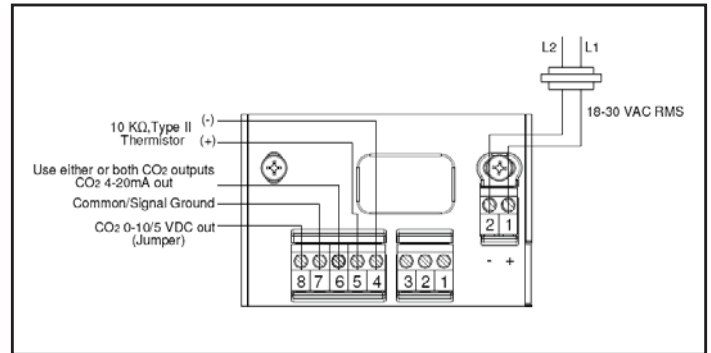 L2 L1
18-30 VAC RMS
10 KΩ,Type II (-)
Thermistor (+)
Use either or both CO2 outputs
CO2 4-20mA out
Common/Signal Ground
CO2 0-10/5 VDC out
(Jumper)
2 1
- +
8 7 6 5 4 3 2 1